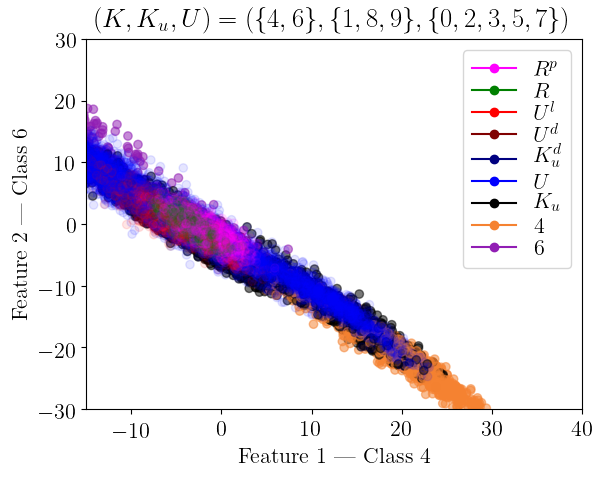 (K, K_u, U) = ({4, 6}, {1, 8, 9}, {0, 2, 3, 5, 7})
30
20
10
0
−10
−20
−30
Feature 2 — Class 6
R^p
R
U^l
U^d
K_u^d
U
K_u
4
6
−10
0
10
20
30
40
Feature 1 — Class 4